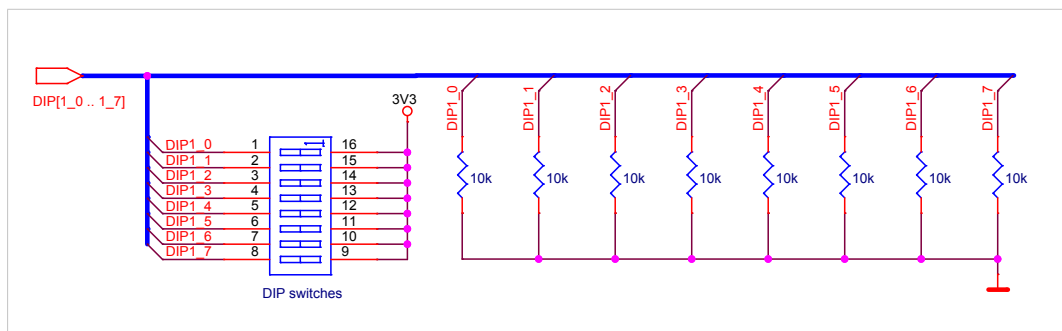 DIP[1_0 .. 1_7]
3V3
DIP1_0 1 16
DIP1_1 2 15
DIP1_2 3 14
DIP1_3 4 13
DIP1_4 5 12
DIP1_5 6 11
DIP1_6 7 10
DIP1_7 8 9
DIP switches
DIP1_0 DIP1_1 DIP1_2 DIP1_3 DIP1_4 DIP1_5 DIP1_6 DIP1_7
10k 10k 10k 10k 10k 10k 10k 10k